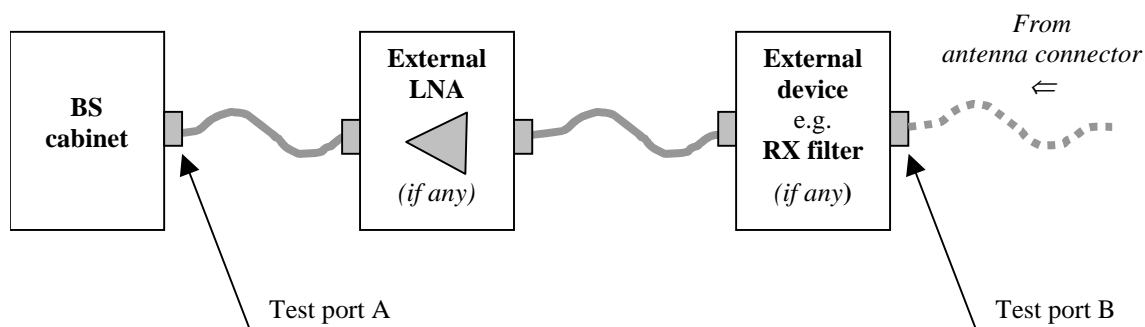 BS
cabinet
External
LNA
(if any)
External
device
e.g.
RX filter
(if any)
From
antenna connector
⇐
Test port A
Test port B